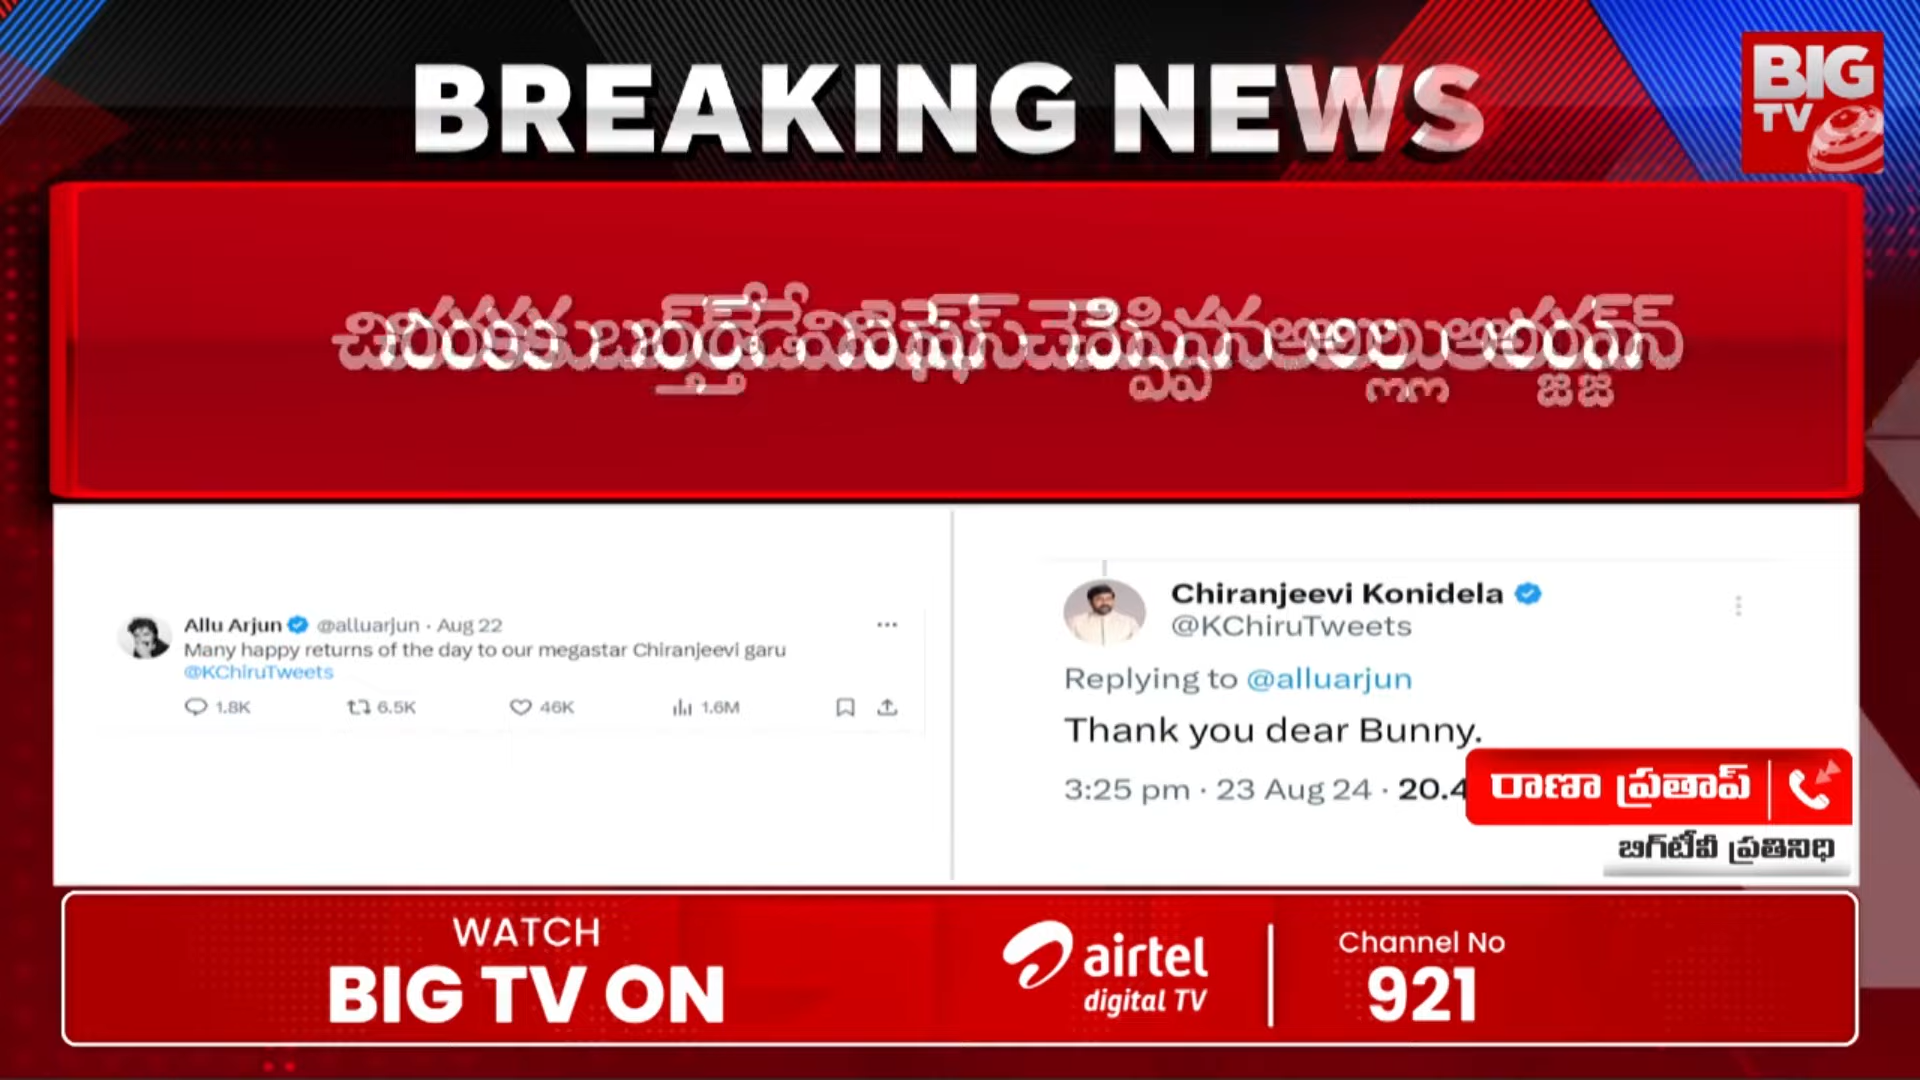 BREAKING NEWS
BIG
TV
చిరుకు బర్త్ డే విషెస్ చెప్పిన అల్లు అర్జున్
Allu Arjun @alluarjun · Aug 22
Many happy returns of the day to our megastar Chiranjeevi garu
@KChiruTweets
1.8K 6.5K 46K 1.6M
Chiranjeevi Konidela
@KChiruTweets
Replying to @alluarjun
Thank you dear Bunny.
3:25 pm · 23 Aug 24 · 20.4
రాణా ప్రతాప్
బిగ్‌టీవీ ప్రతినిధి
WATCH
BIG TV ON
airtel
digital TV
Channel No
921